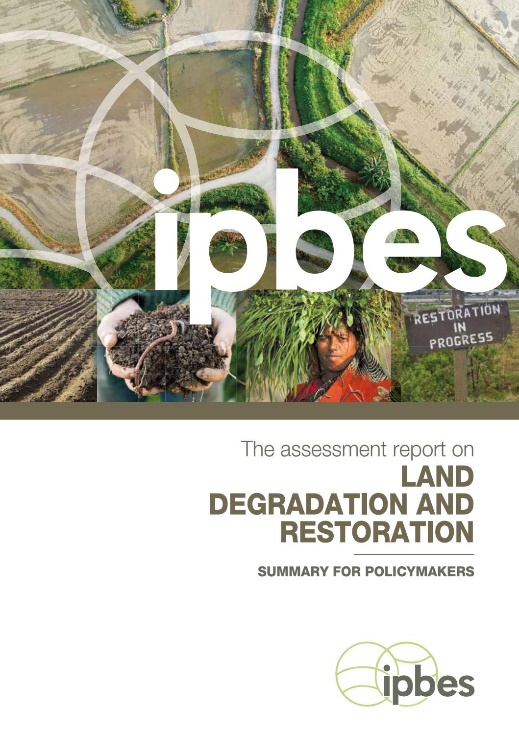 ipbes
RESTORATION
IN
PROGRESS
The assessment report on
LAND
DEGRADATION AND
RESTORATION
SUMMARY FOR POLICYMAKERS
ipbes